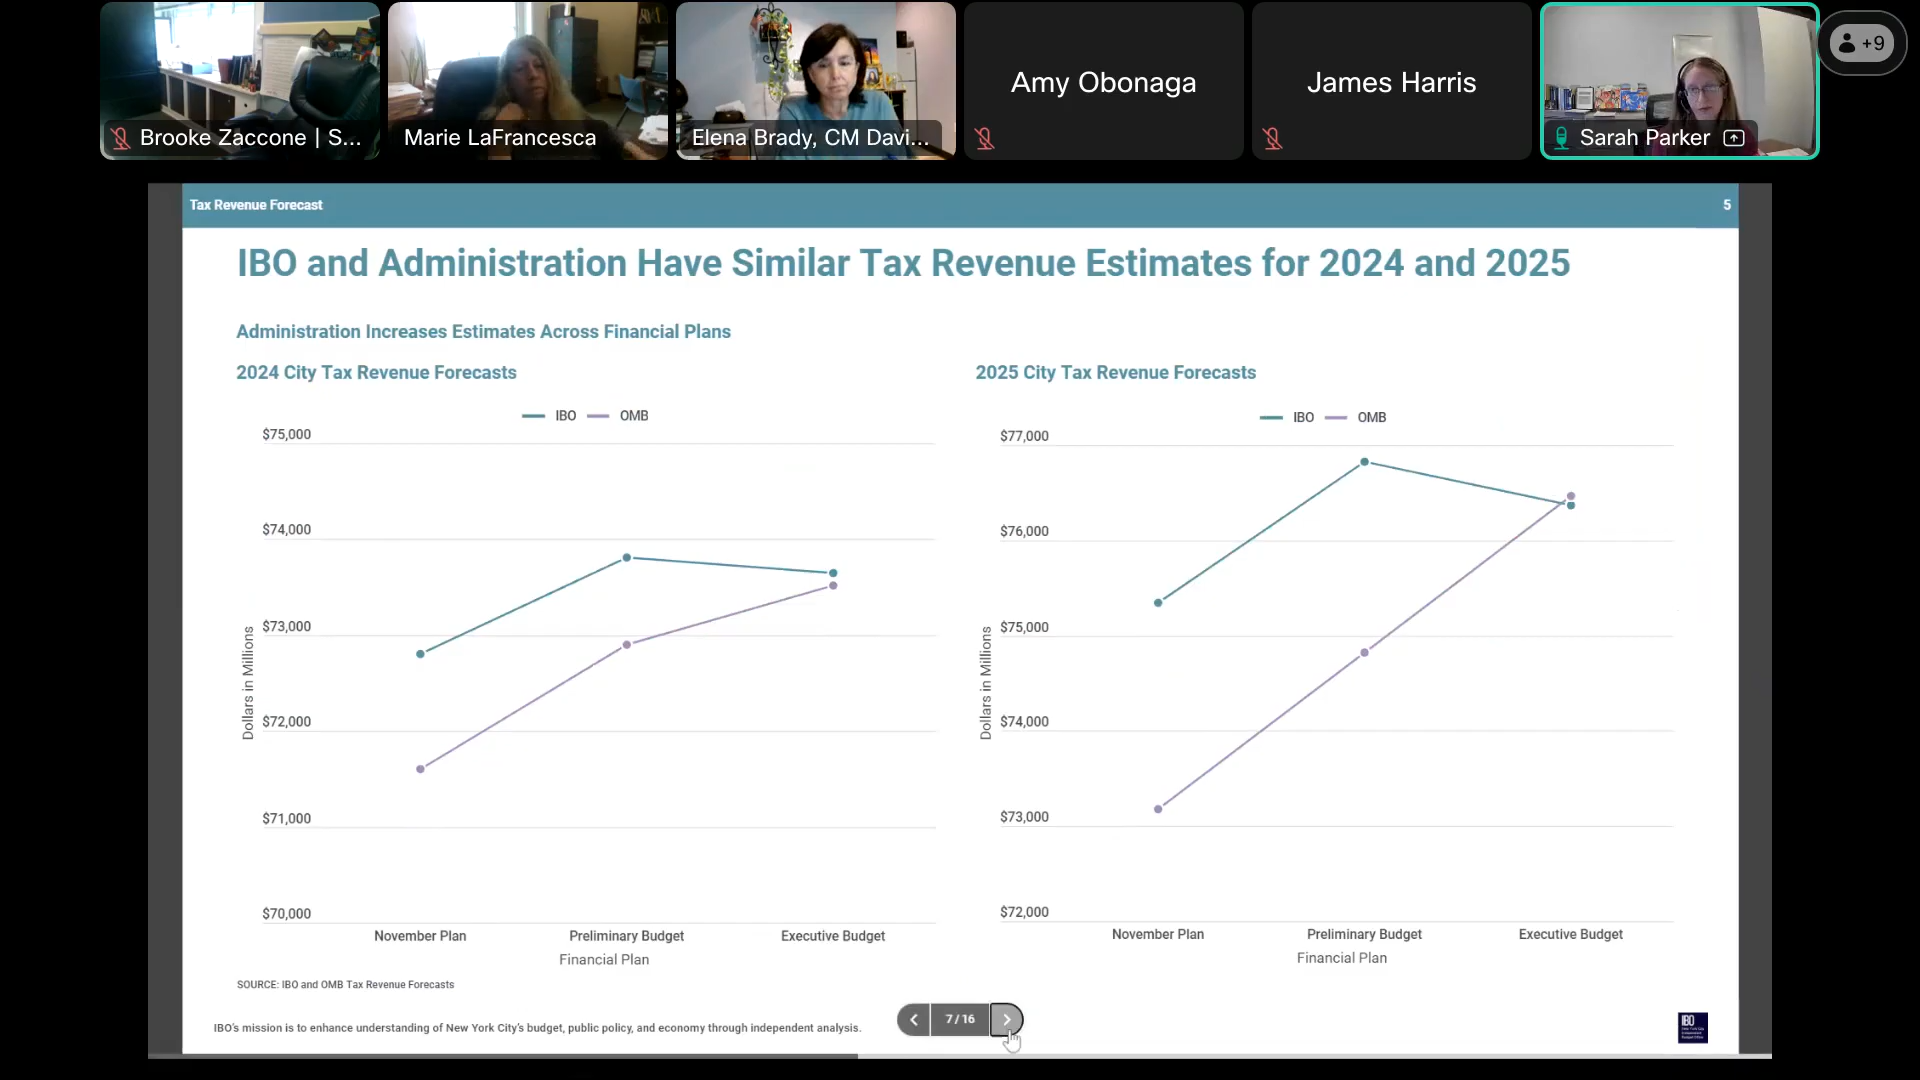 Brooke Zaccone | S...
Marie LaFrancesca
Elena Brady, CM Davi...
Amy Obonaga
James Harris
Sarah Parker
+9
Tax Revenue Forecast
5
IBO and Administration Have Similar Tax Revenue Estimates for 2024 and 2025
Administration Increases Estimates Across Financial Plans
2024 City Tax Revenue Forecasts
IBO OMB
$75,000
$74,000
$73,000
$72,000
$71,000
$70,000
Dollars in Millions
November Plan Preliminary Budget Executive Budget
Financial Plan
2025 City Tax Revenue Forecasts
IBO OMB
$77,000
$76,000
$75,000
$74,000
$73,000
$72,000
Dollars in Millions
November Plan Preliminary Budget Executive Budget
Financial Plan
SOURCE: IBO and OMB Tax Revenue Forecasts
IBO's mission is to enhance understanding of New York City's budget, public policy, and economy through independent analysis.
7 / 16
IBO